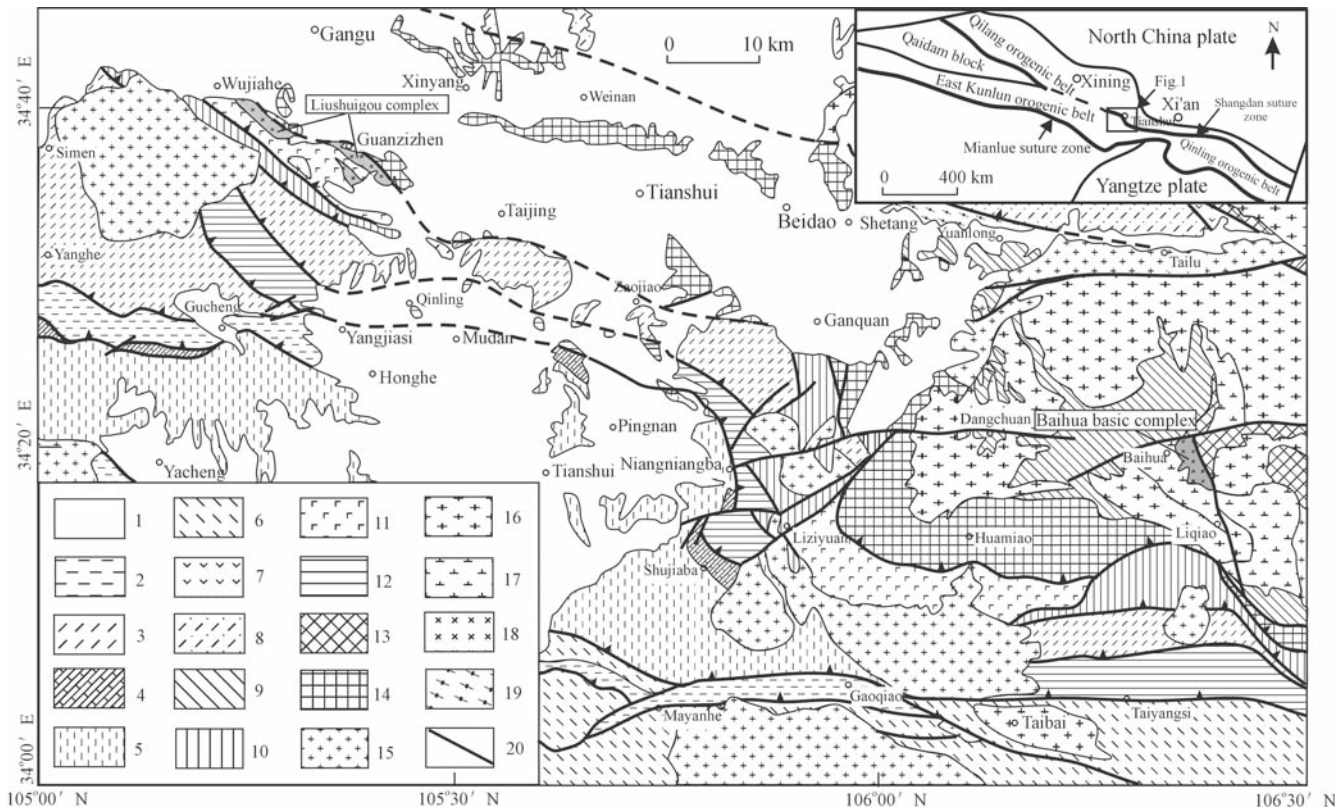 Gangu
0 10 km
Xinyang
Weinan
Wujiahe
Liushuigou complex
Guanzizhen
Simen
Tianshui
Taijing
Beidao
Shetang
Yuanlong
Tailu
Yanghe
Gucheng
Qinling
Zaojiao
Ganquan
Yangjiasi
Mudan
Honghe
Dangchuan
Baihua basic complex
Pingnan
Baihua
Yacheng
Tianshui
Niangniangba
Liziyuan
Huamiao
Liqiao
Shujiaba
Gaoqiao
Mayanhe
Taibai
Taiyangsi
North China plate
N
Qilang orogenic belt
Qaidam block
Xining
Fig.1
East Kunlun orogenic belt
Xi'an
Tianshui
Shangdan suture
zone
Mianlue suture zone
Qinling orogenic belt
0 400 km
Yangtze plate
1
6
11
16
2
7
12
17
3
8
13
18
4
9
14
19
5
10
15
20
34°40' E
34°20' E
34°00' E
105°00' N
105°30' N
106°00' N
106°30' N